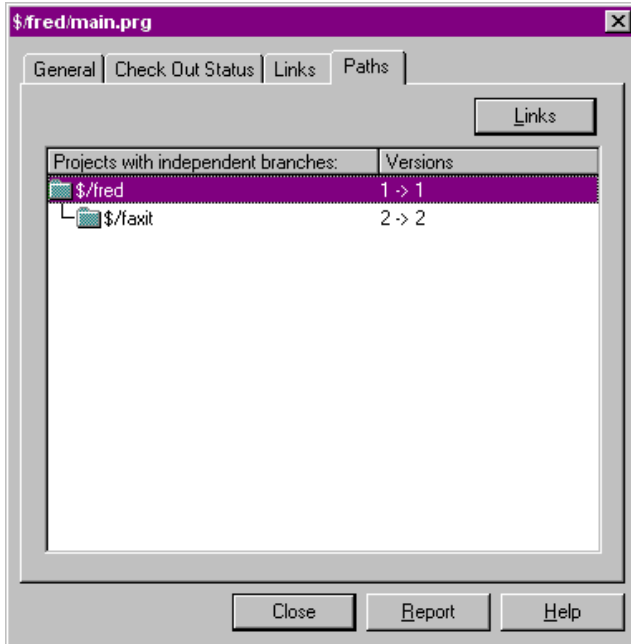 $/fred/main.prg
General Check Out Status Links Paths
Links
Projects with independent branches: Versions
$/fred 1 -> 1
$/faxit 2 -> 2
Close Report Help